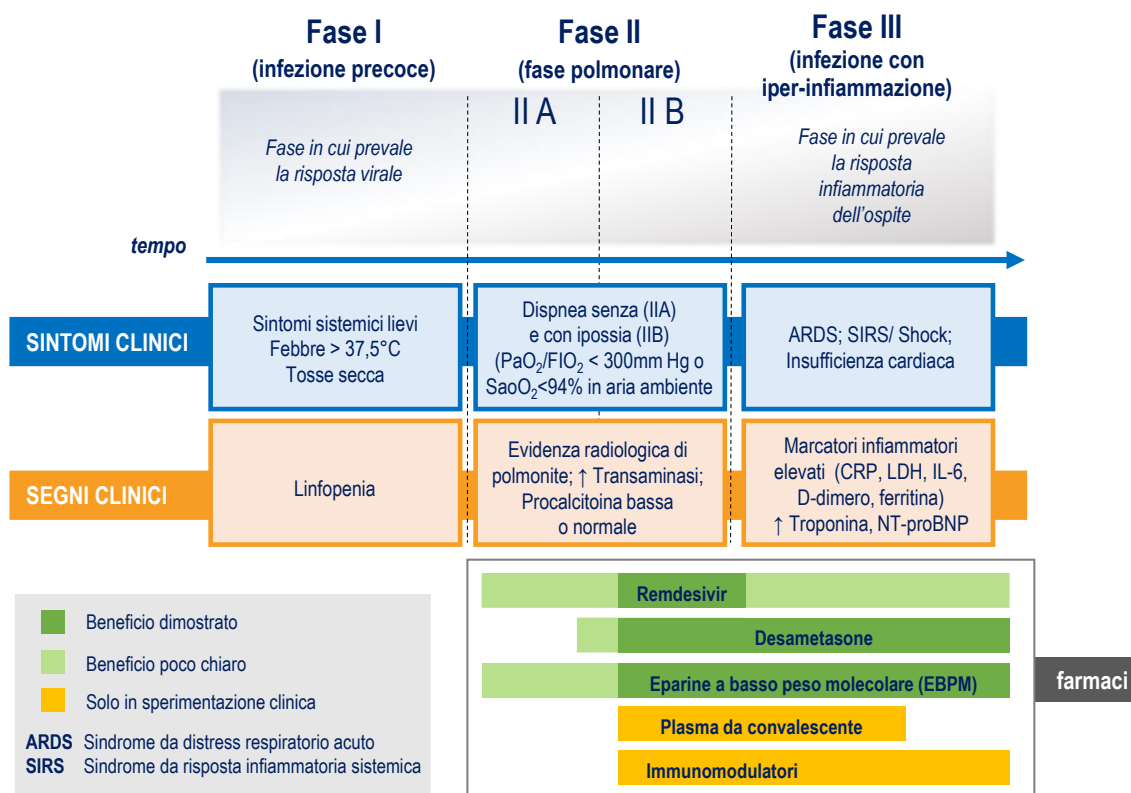 Fase I
(infezione precoce)
Fase II
(fase polmonare)
Fase III
(infezione con
iper-infiammazione)
II A
II B
Fase in cui prevale
la risposta virale
Fase in cui prevale
la risposta
infiammatoria
dell'ospite
tempo
SINTOMI CLINICI
Sintomi sistemici lievi
Febbre > 37,5°C
Tosse secca
Dispnea senza (IIA)
e con ipossia (IIB)
(PaO₂/FIO₂ < 300mm Hg o
SaoO₂<94% in aria ambiente
ARDS; SIRS/ Shock;
Insufficienza cardiaca
SEGNI CLINICI
Linfopenia
Evidenza radiologica di
polmonite; ↑ Transaminasi;
Procalcitoina bassa
o normale
Marcatori infiammatori
elevati (CRP, LDH, IL-6,
D-dimero, ferritina)
↑ Troponina, NT-proBNP
Beneficio dimostrato
Beneficio poco chiaro
Solo in sperimentazione clinica
ARDS Sindrome da distress respiratorio acuto
SIRS Sindrome da risposta infiammatoria sistemica
Remdesivir
Desametasone
Eparine a basso peso molecolare (EBPM)
Plasma da convalescente
Immunomodulatori
farmaci